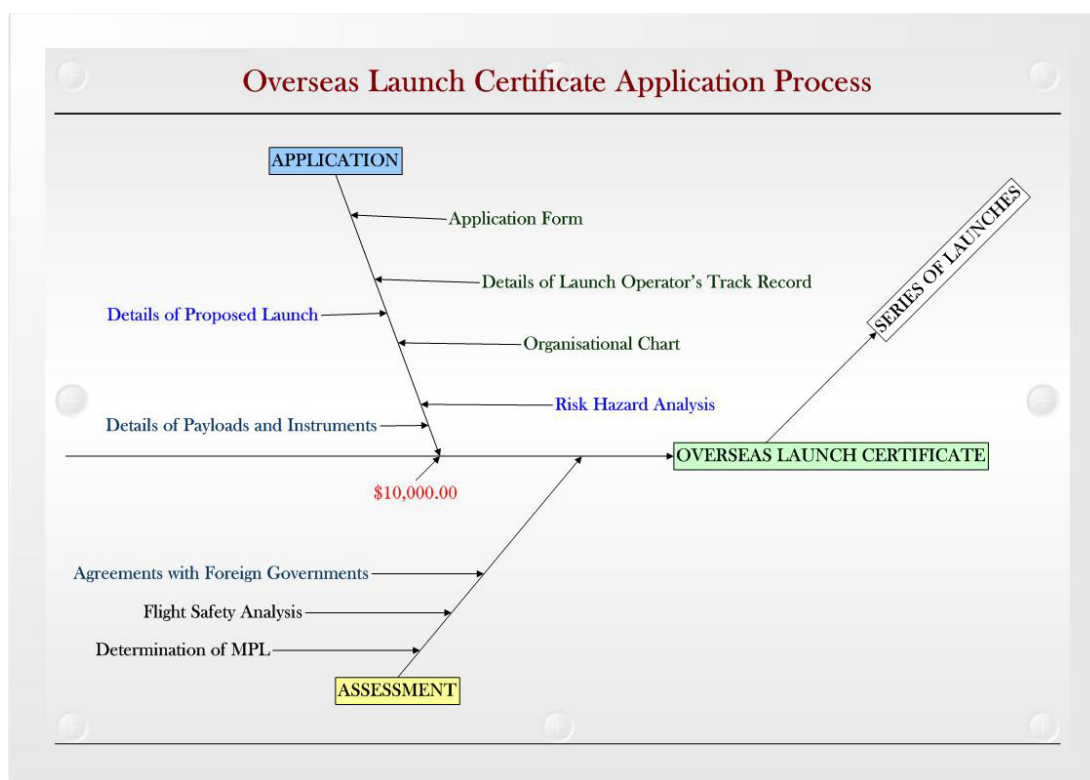 Overseas Launch Certificate Application Process
APPLICATION
Application Form
Details of Launch Operator's Track Record
Details of Proposed Launch
Organisational Chart
Risk Hazard Analysis
Details of Payloads and Instruments
SERIES OF LAUNCHES
OVERSEAS LAUNCH CERTIFICATE
$10,000.00
Agreements with Foreign Governments
Flight Safety Analysis
Determination of MPL
ASSESSMENT